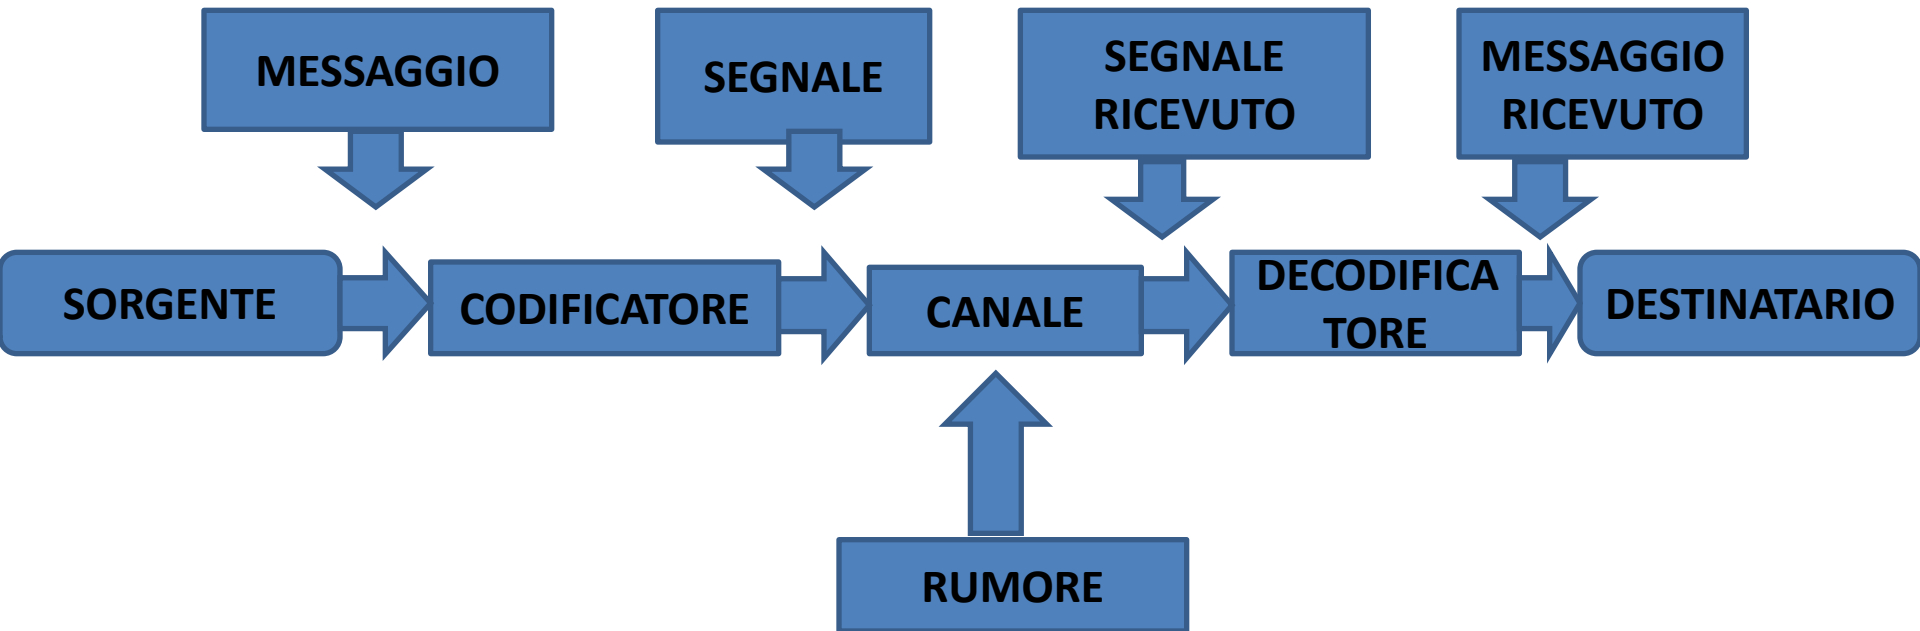 MESSAGGIO
SEGNALE
SEGNALE
RICEVUTO
MESSAGGIO
RICEVUTO
SORGENTE
CODIFICATORE
CANALE
DECODIFICA
TORE
DESTINATARIO
RUMORE